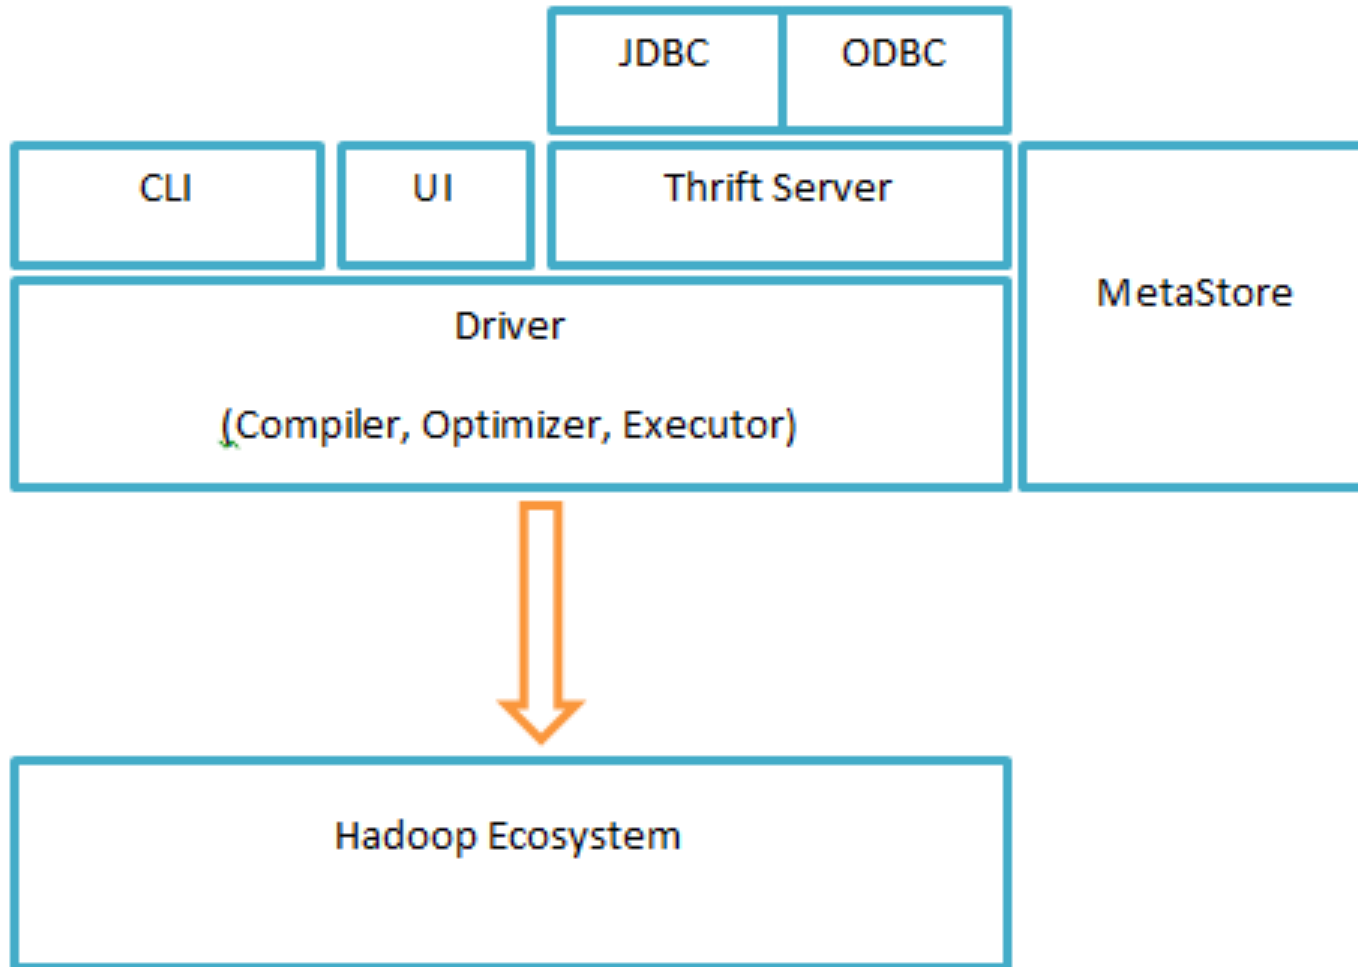 JDBC
ODBC
CLI
UI
Thrift Server
MetaStore
Driver
(Compiler, Optimizer, Executor)
Hadoop Ecosystem